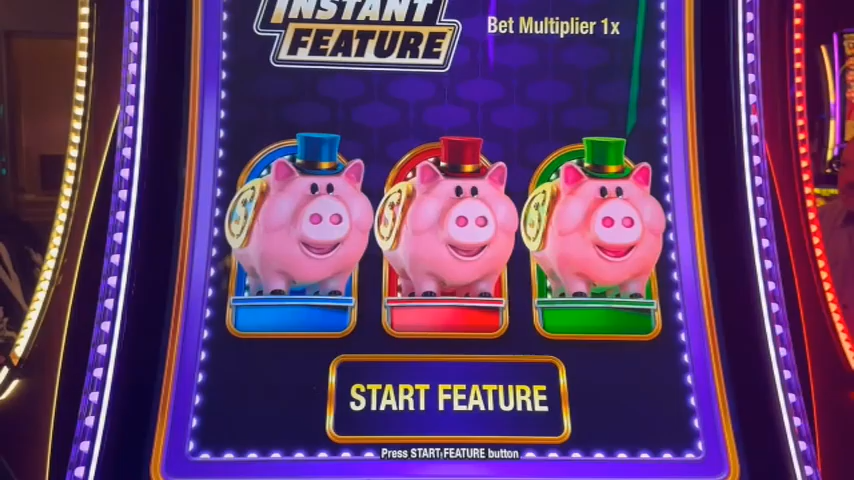 INSTANT
FEATURE
Bet Multiplier 1x
$ $ $
START FEATURE
Press START FEATURE button